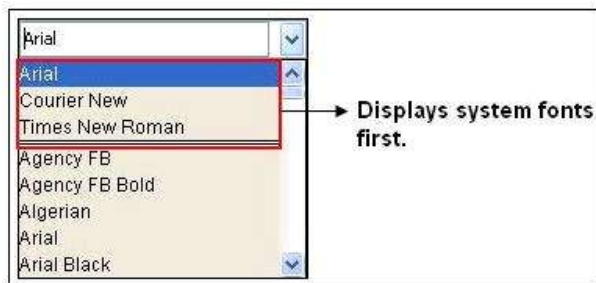 Arial
Arial
Courier New
Times New Roman
Displays system fonts
first.
Agency FB
Agency FB Bold
Algerian
Arial
Arial Black